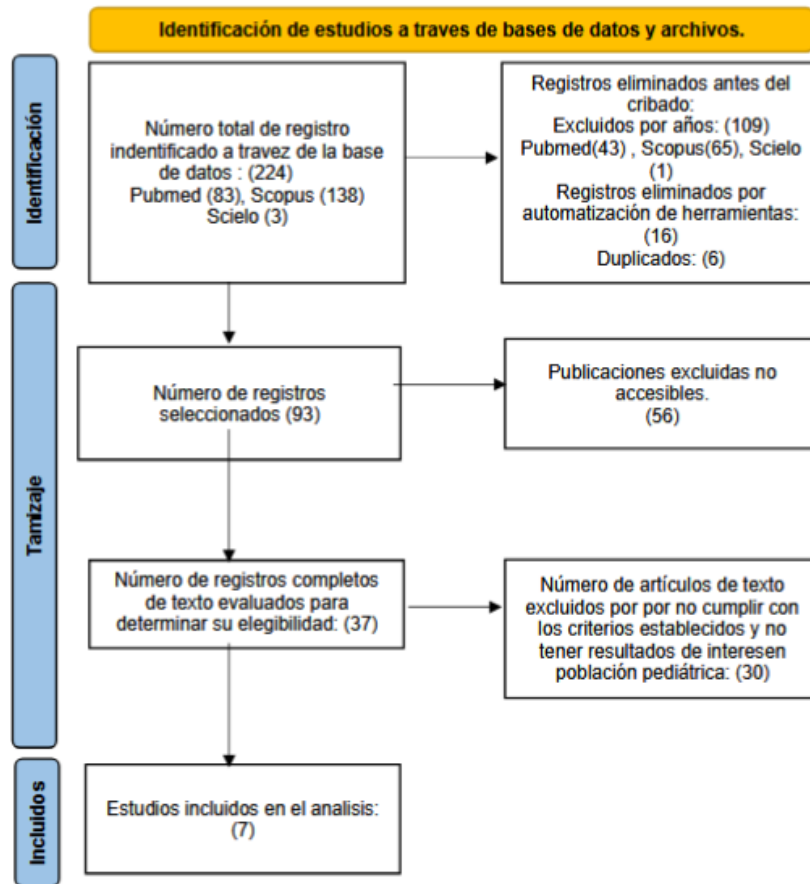 Identificación de estudios a traves de bases de datos y archivos.
Identificación
Número total de registro
indentificado a travez de la base
de datos : (224)
Pubmed (83), Scopus (138)
Scielo (3)
Registros eliminados antes del
cribado:
Excluidos por años: (109)
Pubmed(43) , Scopus(65), Scielo
(1)
Registros eliminados por
automatización de herramientas:
(16)
Duplicados: (6)
Tamizaje
Número de registros
seleccionados (93)
Publicaciones excluidas no
accesibles.
(56)
Número de registros completos
de texto evaluados para
determinar su elegibilidad: (37)
Número de artículos de texto
excluidos por por no cumplir con
los criterios establecidos y no
tener resultados de interesen
población pediátrica: (30)
Incluidos
Estudios incluidos en el analisis:
(7)